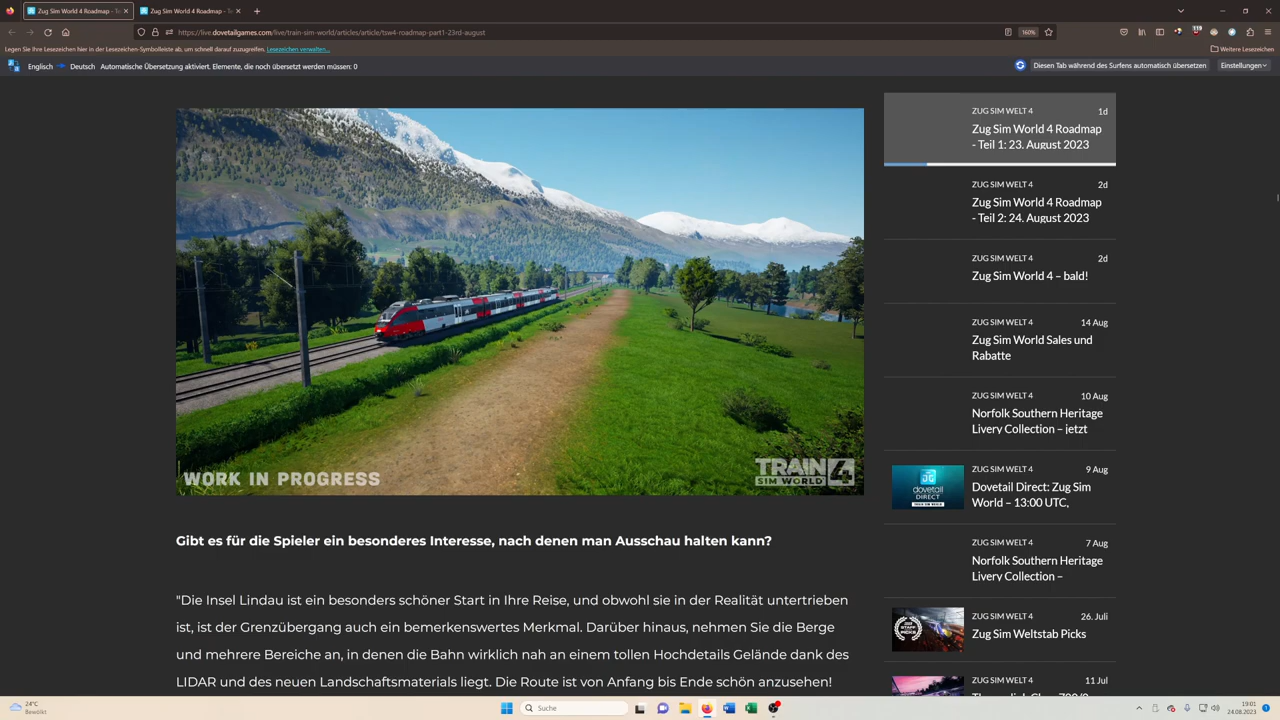 Zug Sim World 4 Roadmap - T
Zug Sim World 4 Roadmap - T
https://live.dovetailgames.com/live/train-sim-world/articles/article/tsw4-roadmap-part1-23rd-august
160%
119
Legen Sie Ihre Lesezeichen hier in der Lesezeichen-Symbolleiste ab, um schnell darauf zuzugreifen. Lesezeichen verwalten...
Weitere Lesezeichen
Englisch Deutsch Automatische Übersetzung aktiviert. Elemente, die noch übersetzt werden müssen: 0
Diesen Tab während des Surfens automatisch übersetzen
Einstellungen
WORK IN PROGRESS
TRAIN
SIM WORLD 4
Gibt es für die Spieler ein besonderes Interesse, nach denen man Ausschau halten kann?
"Die Insel Lindau ist ein besonders schöner Start in Ihre Reise, und obwohl sie in der Realität untertrieben
ist, ist der Grenzübergang auch ein bemerkenswertes Merkmal. Darüber hinaus, nehmen Sie die Berge
und mehrere Bereiche an, in denen die Bahn wirklich nah an einem tollen Hochdetails Gelände dank des
LIDAR und des neuen Landschaftsmaterials liegt. Die Route ist von Anfang bis Ende schön anzusehen!
ZUG SIM WELT 4 1d
Zug Sim World 4 Roadmap
- Teil 1: 23. August 2023
ZUG SIM WELT 4 2d
Zug Sim World 4 Roadmap
- Teil 2: 24. August 2023
ZUG SIM WELT 4 2d
Zug Sim World 4 – bald!
ZUG SIM WELT 4 14 Aug
Zug Sim World Sales und
Rabatte
ZUG SIM WELT 4 10 Aug
Norfolk Southern Heritage
Livery Collection – jetzt
dovetail
DIRECT
ZUG SIM WELT 4 9 Aug
Dovetail Direct: Zug Sim
World – 13:00 UTC,
ZUG SIM WELT 4 7 Aug
Norfolk Southern Heritage
Livery Collection –
STAFF
PICKS
ZUG SIM WELT 4 26. Juli
Zug Sim Weltstab Picks
ZUG SIM WELT 4 11 Jul
24°C
Bewölkt
Suche
19:01
24.08.2023